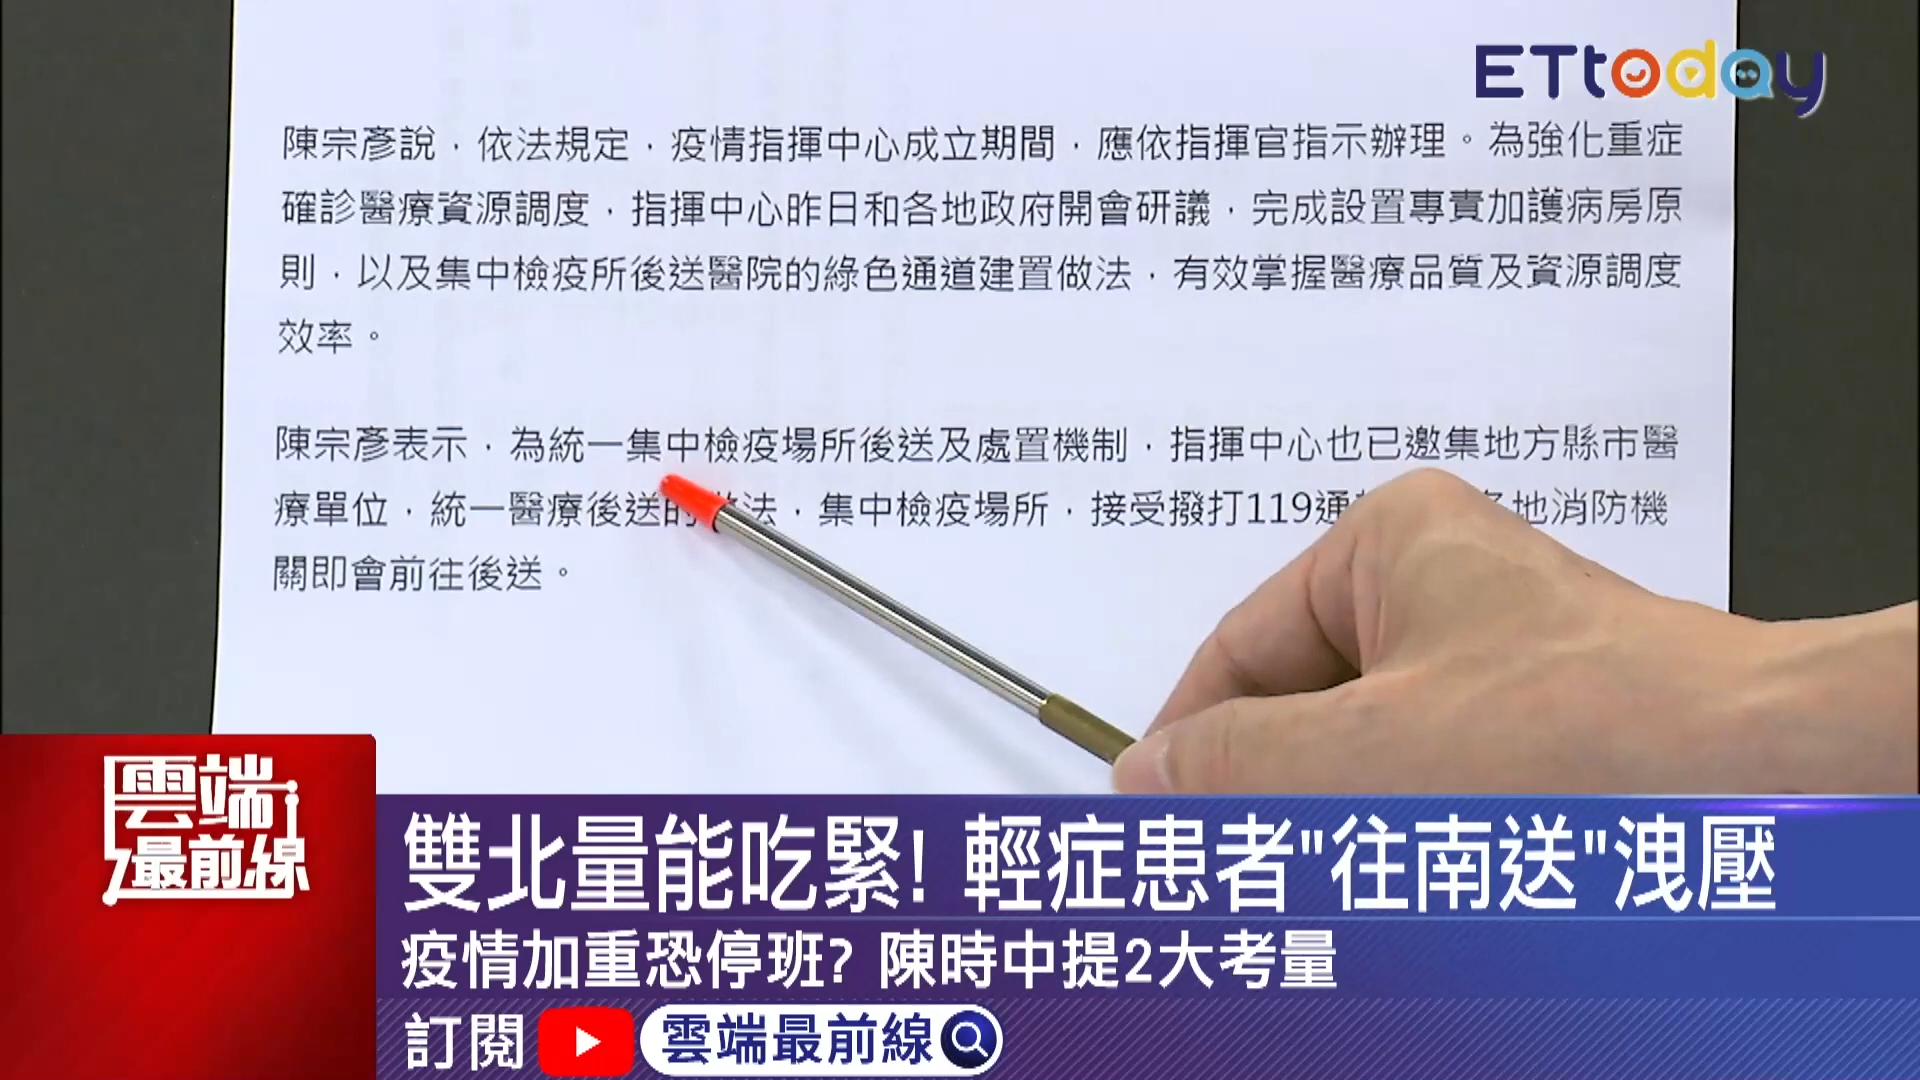 ETtoday
陳宗彥說，依法規定，疫情指揮中心成立期間，應依指揮官指示辦理。為強化重症
確診醫療資源調度，指揮中心昨日和各地政府開會研議，完成設置專責加護病房原
則，以及集中檢疫所後送醫院的綠色通道建置做法，有效掌握醫療品質及資源調度
效率。
陳宗彥表示，為統一集中檢疫場所後送及處置機制，指揮中心也已邀集地方縣市醫
療單位，統一醫療後送的做法，集中檢疫場所，接受撥打119通 地消防機
關即會前往後送。
雲端
最前線
雙北量能吃緊! 輕症患者"往南送"洩壓
疫情加重恐停班? 陳時中提2大考量
訂閱 雲端最前線